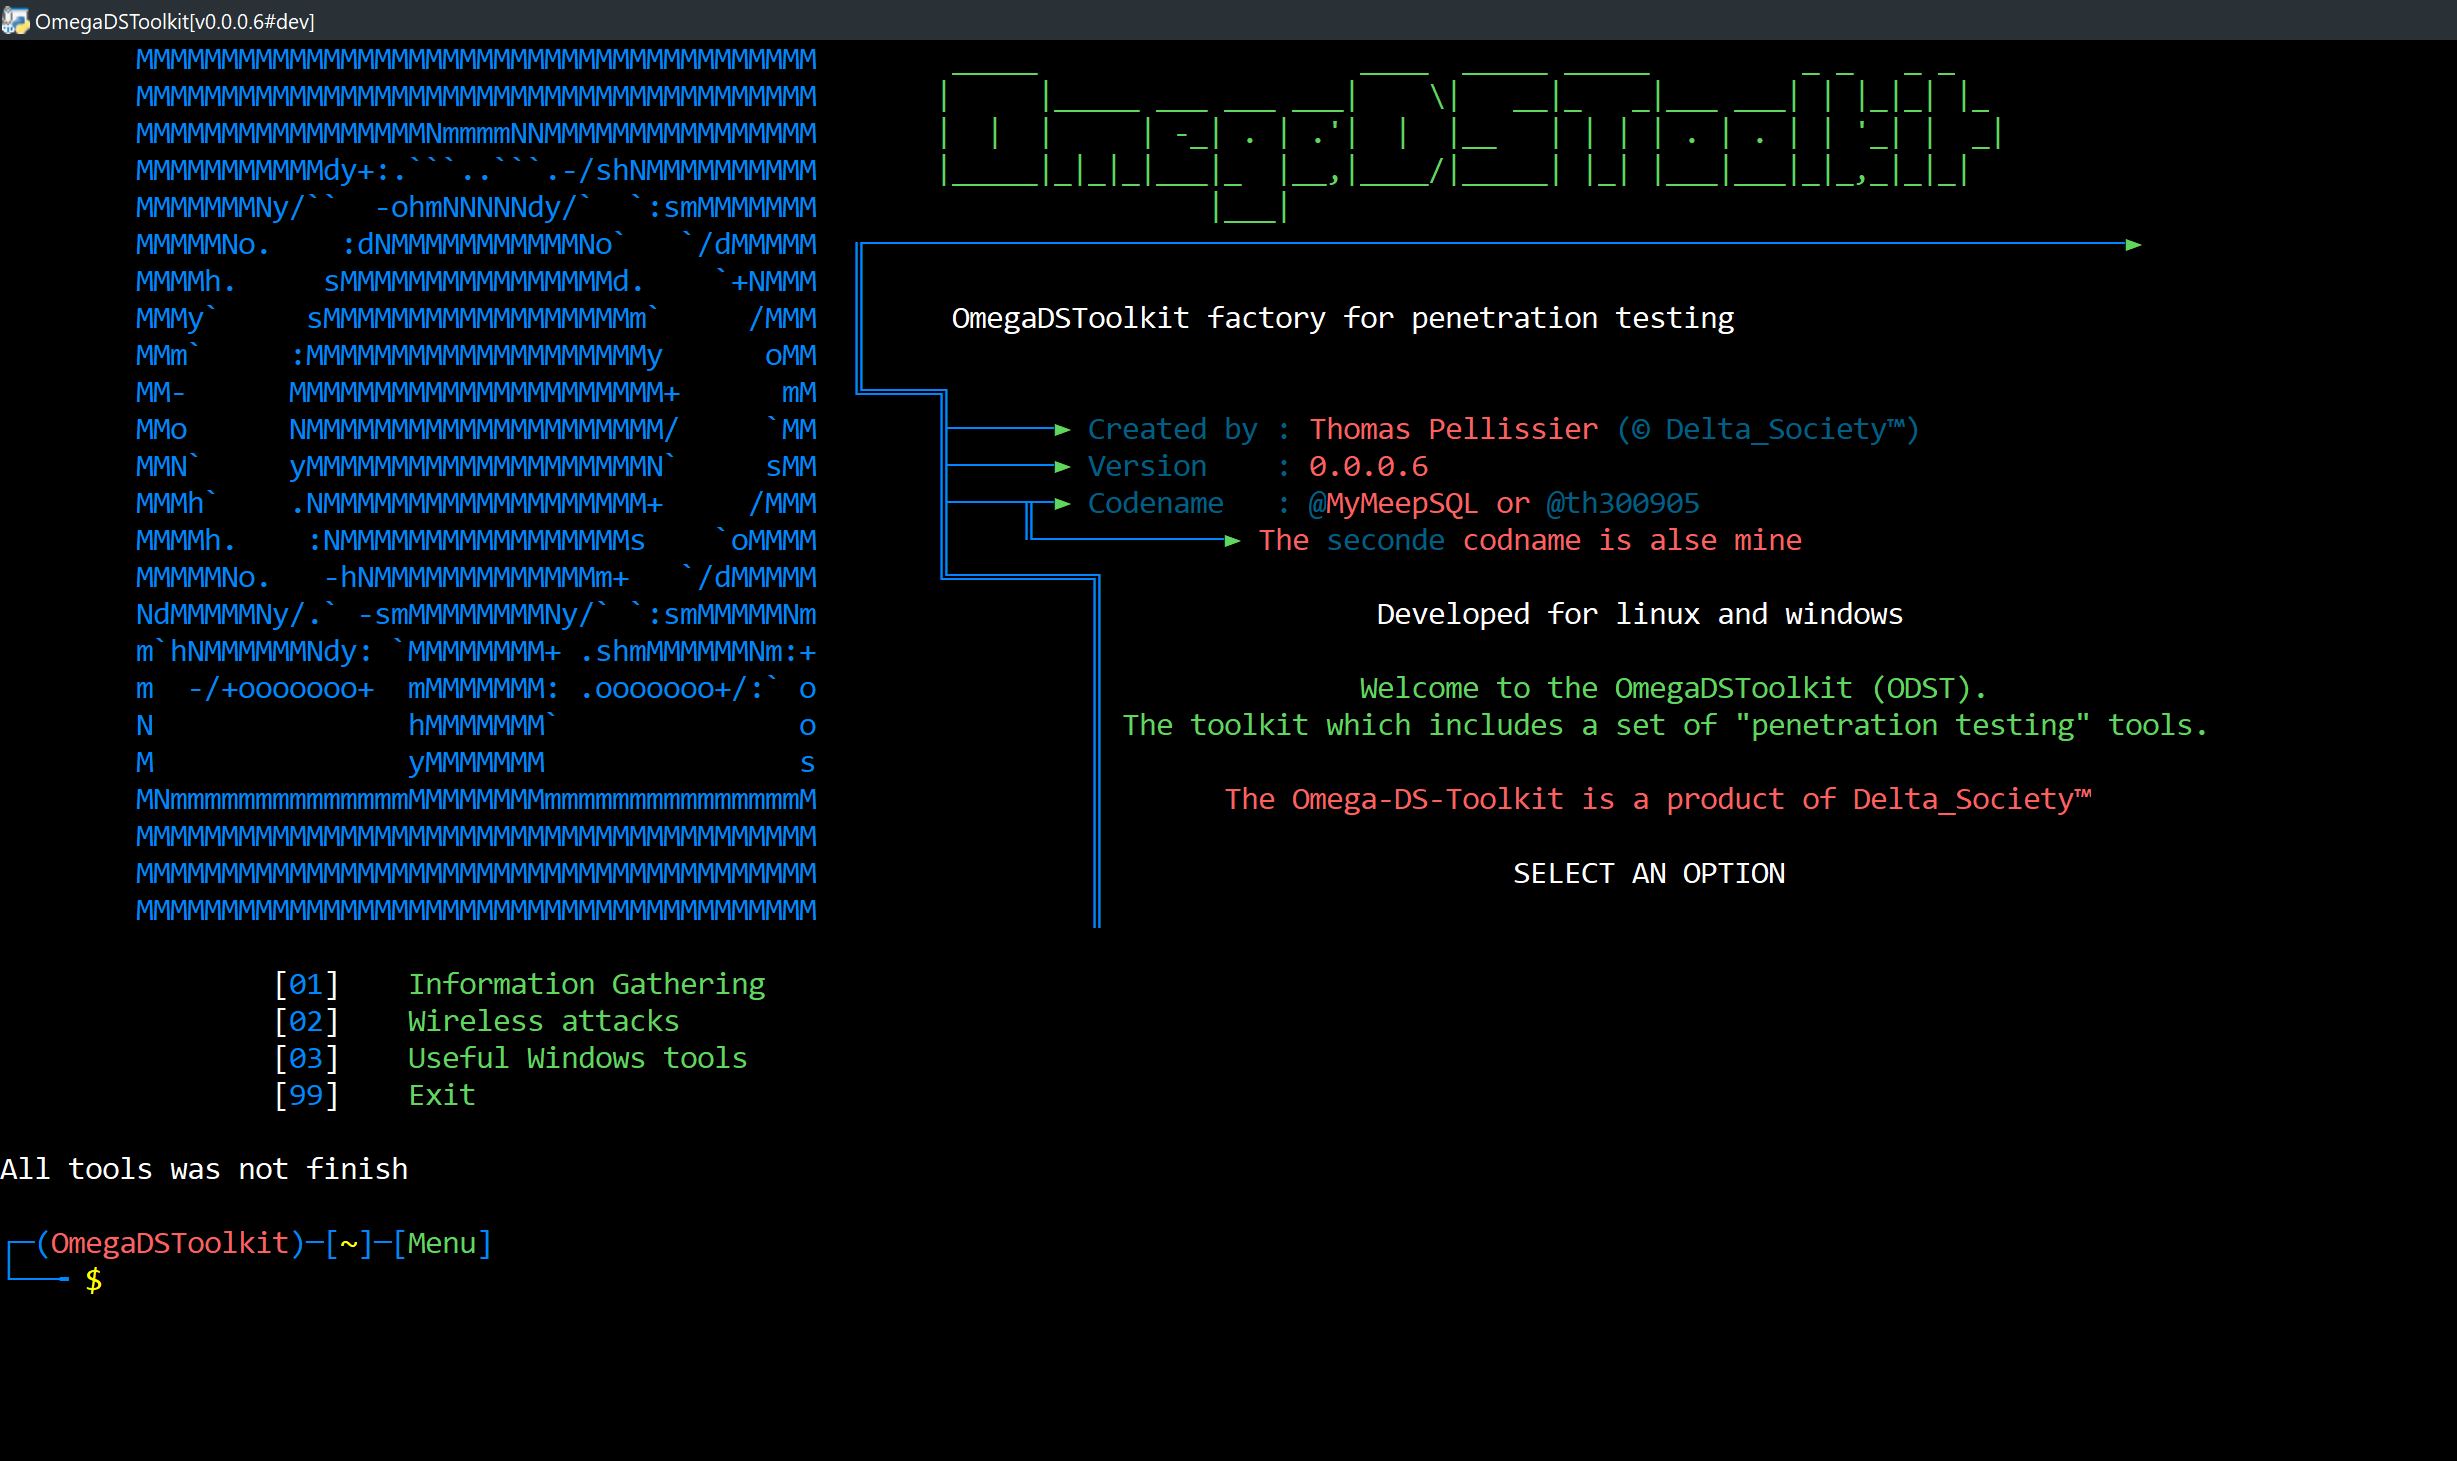 OmegaDSToolkit[v0.0.0.6#dev]
OmegaDSToolkit
OmegaDSToolkit factory for penetration testing
Created by : Thomas Pellissier (© Delta_Society™)
Version    : 0.0.0.6
Codename   : @MyMeepSQL or @th300905
The seconde codname is alse mine
Developed for linux and windows
Welcome to the OmegaDSToolkit (ODST).
The toolkit which includes a set of "penetration testing" tools.
The Omega-DS-Toolkit is a product of Delta_Society™
SELECT AN OPTION
[01]    Information Gathering
[02]    Wireless attacks
[03]    Useful Windows tools
[99]    Exit
All tools was not finish
(OmegaDSToolkit)-[~]-[Menu]
$